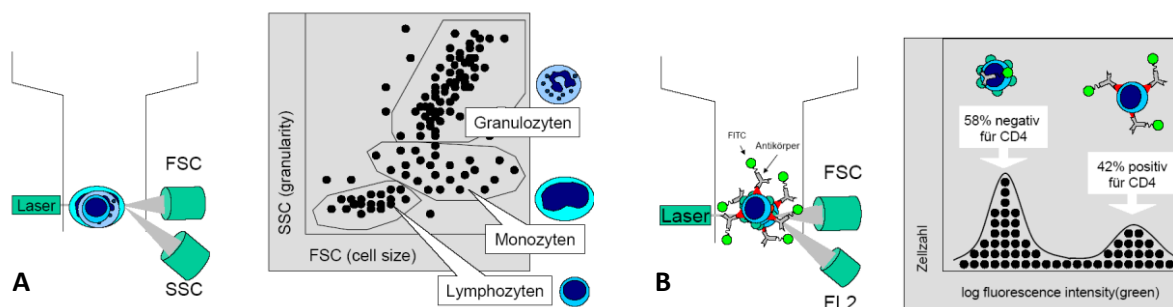 A
Laser
FSC
SSC
SSC (granularity)
FSC (cell size)
Granulozyten
Monozyten
Lymphozyten
B
Laser
FITC
Antikörper
FSC
FL2
Zellzahl
58% negativ
für CD4
42% positiv
für CD4
log fluorescence intensity(green)